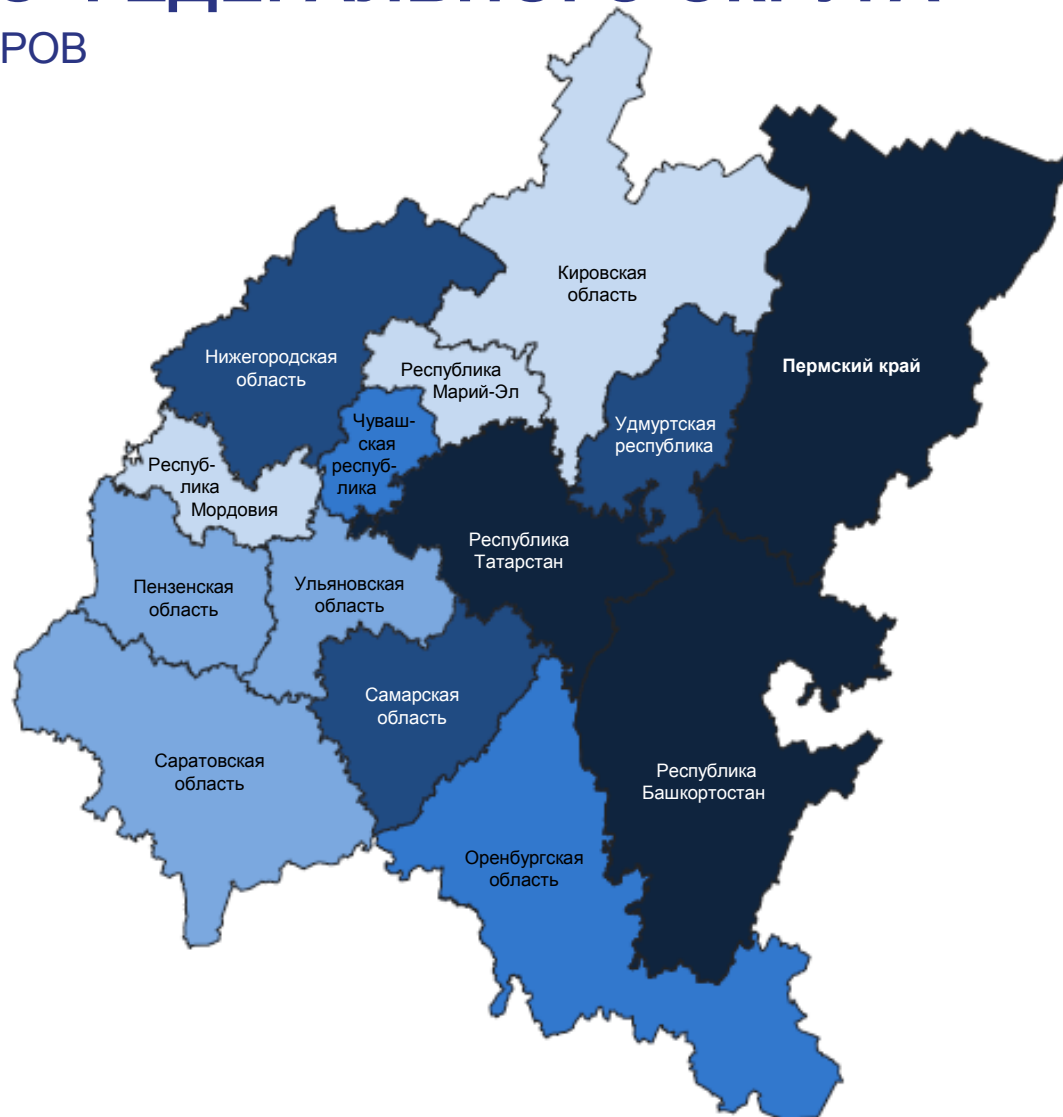 РОВ
Кировская
область
Нижегородская
область
Республика
Марий-Эл
Пермский край
Чуваш-
ская
респуб-
лика
Удмуртская
республика
Респуб-
лика
Мордовия
Республика
Татарстан
Пензенская
область
Ульяновская
область
Самарская
область
Саратовская
область
Республика
Башкортостан
Оренбургская
область